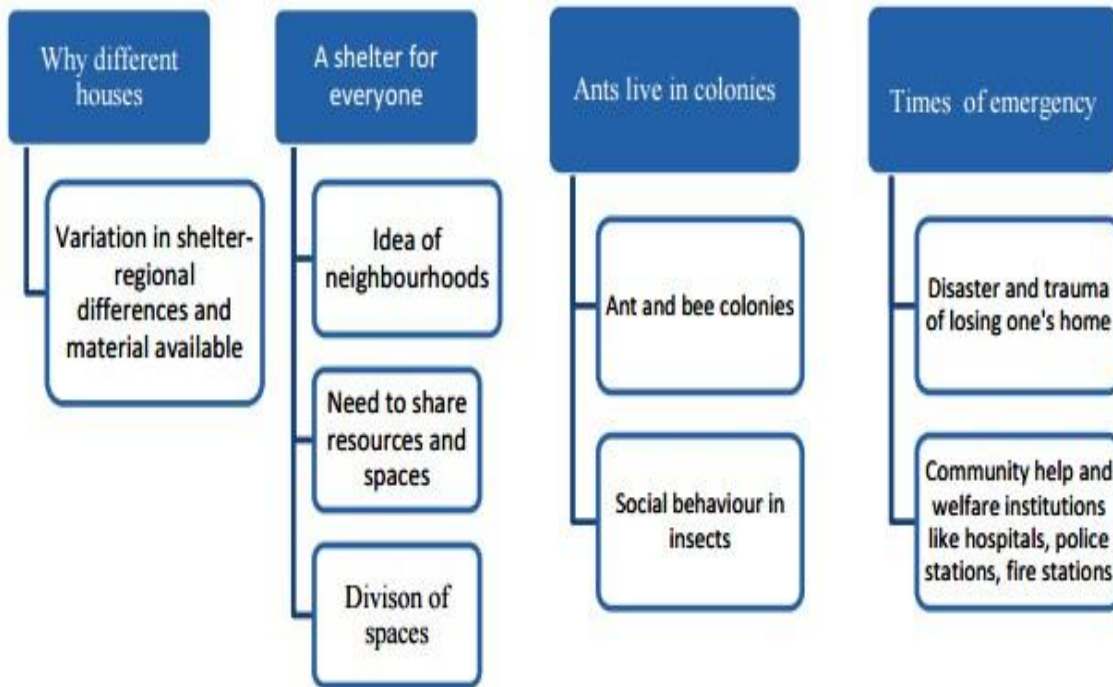 Why different
houses
Variation in shelter-
regional
differences and
material available
A shelter for
everyone
Idea of
neighbourhoods
Need to share
resources and
spaces
Divison of
spaces
Ants live in colonies
Ant and bee colonies
Social behaviour in
insects
Times of emergency
Disaster and trauma
of losing one's home
Community help and
welfare institutions
like hospitals, police
stations, fire stations